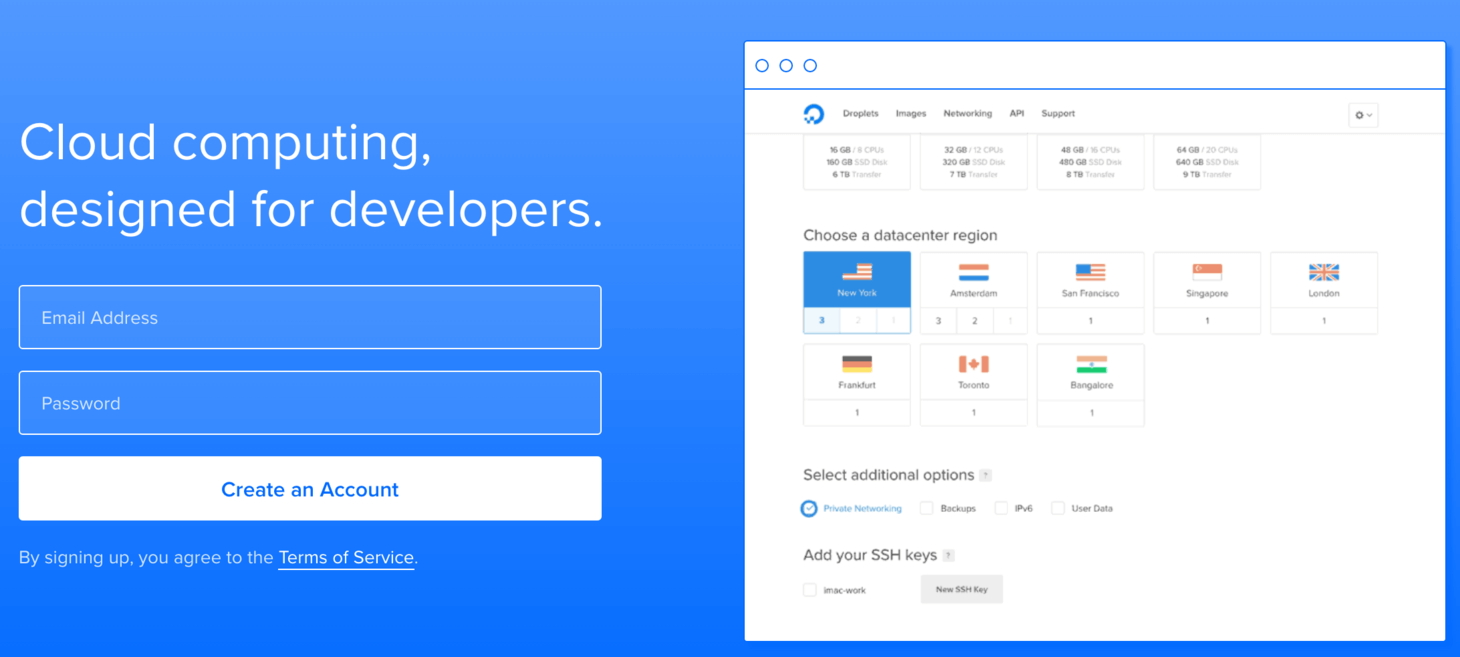 Cloud computing,
designed for developers.
Email Address
Password
Create an Account
By signing up, you agree to the Terms of Service.
Droplets Images Networking API Support
16 GB / 8 CPUs
160 GB SSD Disk
6 TB Transfer
32 GB / 12 CPUs
320 GB SSD Disk
7 TB Transfer
48 GB / 16 CPUs
480 GB SSD Disk
8 TB Transfer
64 GB / 20 CPUs
640 GB SSD Disk
9 TB Transfer
Choose a datacenter region
New York
3 2 1
Amsterdam
3 2 1
San Francisco
1
Singapore
1
London
1
Frankfurt
1
Toronto
1
Bangalore
1
Select additional options ?
Private Networking Backups IPv6 User Data
Add your SSH keys ?
imac-work New SSH Key